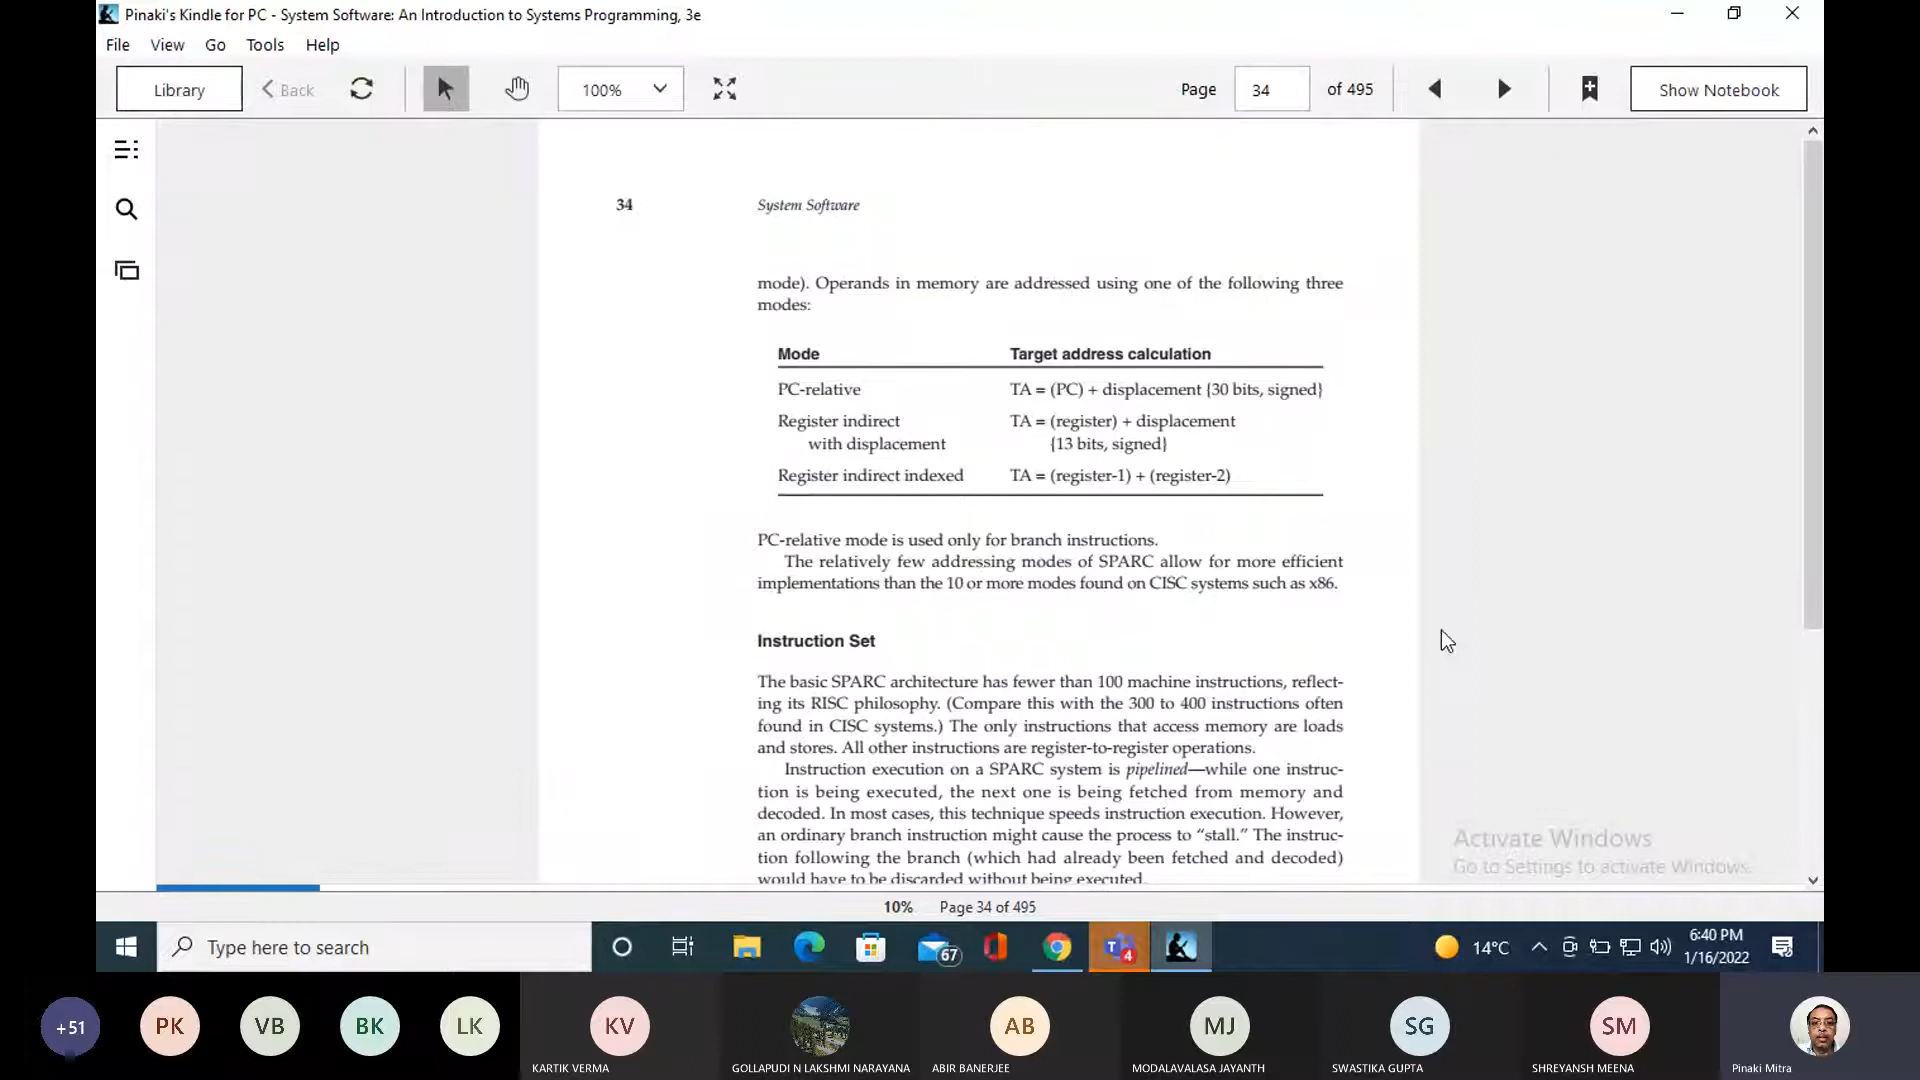 Pinaki's Kindle for PC - System Software: An Introduction to Systems Programming, 3e
File View Go Tools Help
Library Back 100% Page 34 of 495 Show Notebook
34 System Software
mode). Operands in memory are addressed using one of the following three
modes:
Mode Target address calculation
PC-relative TA = (PC) + displacement {30 bits, signed}
Register indirect TA = (register) + displacement
with displacement {13 bits, signed}
Register indirect indexed TA = (register-1) + (register-2)
PC-relative mode is used only for branch instructions.
The relatively few addressing modes of SPARC allow for more efficient
implementations than the 10 or more modes found on CISC systems such as x86.
Instruction Set
The basic SPARC architecture has fewer than 100 machine instructions, reflect-
ing its RISC philosophy. (Compare this with the 300 to 400 instructions often
found in CISC systems.) The only instructions that access memory are loads
and stores. All other instructions are register-to-register operations.
Instruction execution on a SPARC system is pipelined—while one instruc-
tion is being executed, the next one is being fetched from memory and
decoded. In most cases, this technique speeds instruction execution. However,
an ordinary branch instruction might cause the process to “stall.” The instruc-
tion following the branch (which had already been fetched and decoded)
would have to be discarded without being executed.
Activate Windows
Go to Settings to activate Windows.
10% Page 34 of 495
Type here to search
67
T
4
14°C
6:40 PM
1/16/2022
+51 PK VB BK LK KV AB MJ SG SM
KARTIK VERMA GOLLAPUDI N LAKSHMI NARAYANA ABIR BANERJEE MODALAVALASA JAYANTH SWASTIKA GUPTA SHREYANSH MEENA Pinaki Mitra